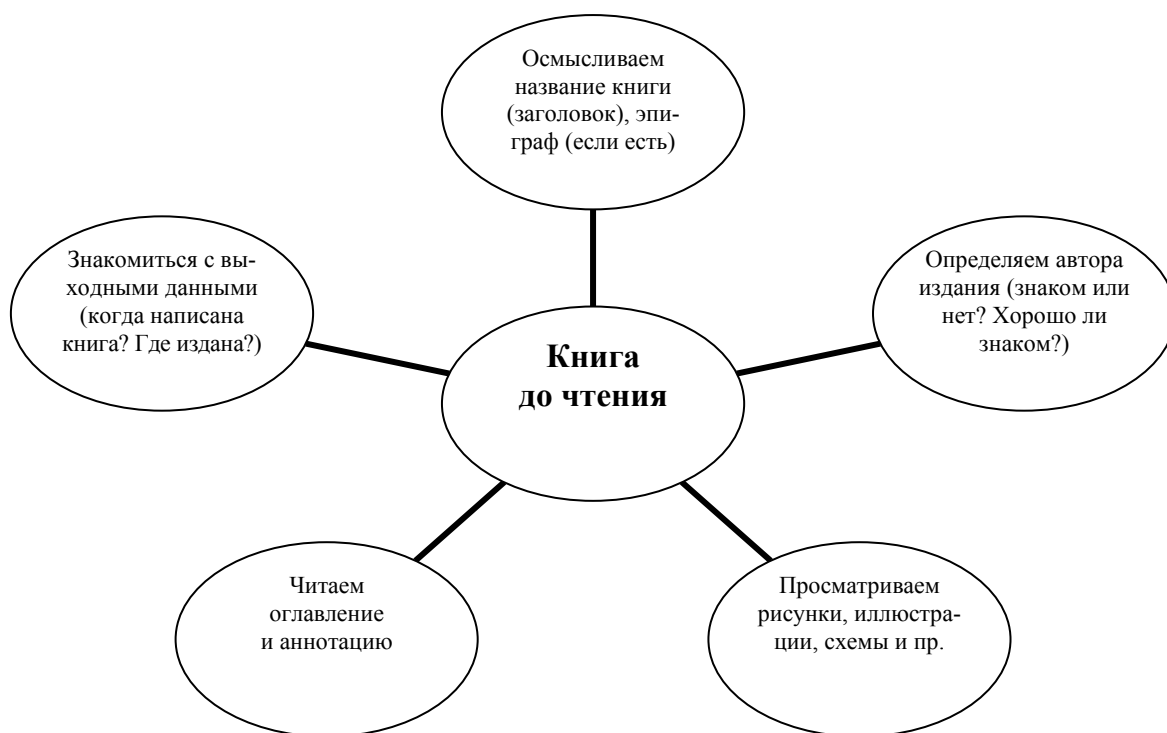 Осмысливаем
название книги
(заголовок), эпи-
граф (если есть)
Знакомиться с вы-
ходными данными
(когда написана
книга? Где издана?)
Определяем автора
издания (знаком или
нет? Хорошо ли
знаком?)
Книга
до чтения
Читаем
оглавление
и аннотацию
Просматриваем
рисунки, иллюстра-
ции, схемы и пр.